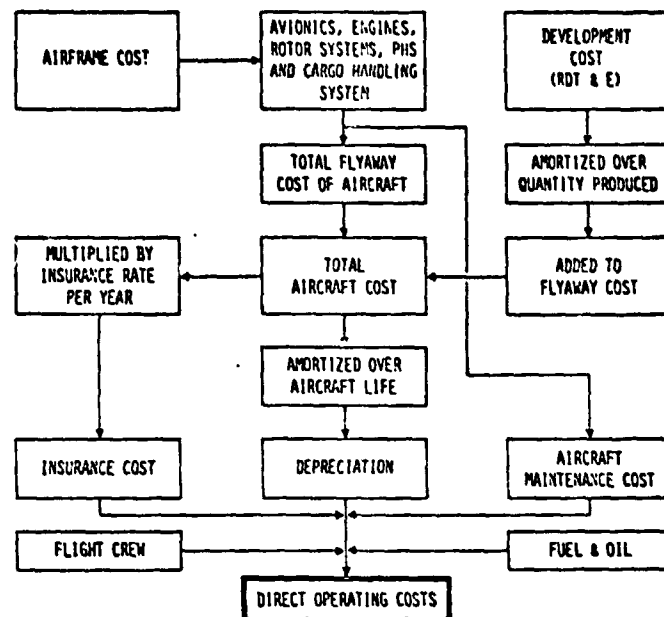 AIRFRAME COST
AVIONICS, ENGINES,
ROTOR SYSTEMS, PHS
AND CARGO HANDLING
SYSTEM
DEVELOPMENT
COST
(RDT & E)
TOTAL FLYAWAY
COST OF AIRCRAFT
AMORTIZED OVER
QUANTITY PRODUCED
MULTIPLIED BY
INSURANCE RATE
PER YEAR
TOTAL
AIRCRAFT COST
ADDED TO
FLYAWAY COST
AMORTIZED OVER
AIRCRAFT LIFE
INSURANCE COST
DEPRECIATION
AIRCRAFT
MAINTENANCE COST
FLIGHT CREW
FUEL & OIL
DIRECT OPERATING COSTS